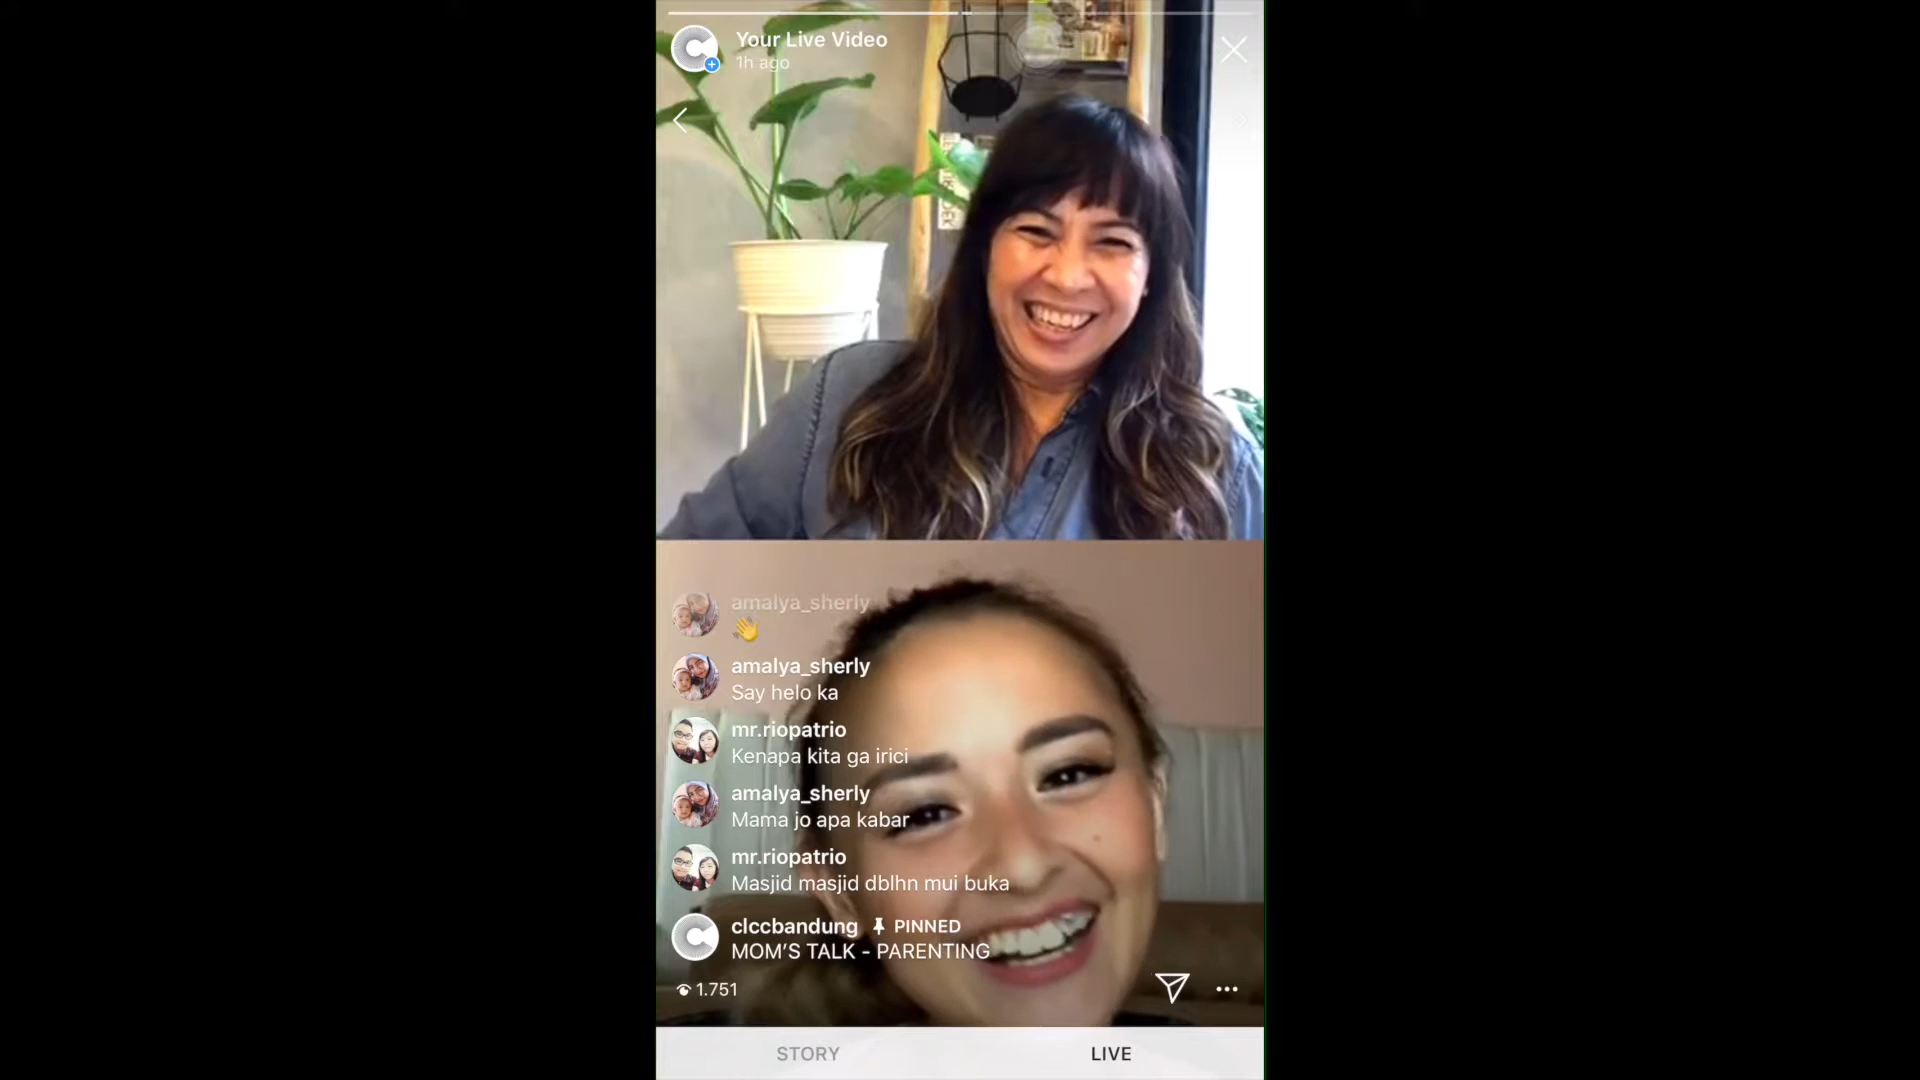 Your Live Video
1h ago
amalya_sherly
👋
amalya_sherly
Say helo ka
mr.riopatrio
Kenapa kita ga irici
amalya_sherly
Mama jo apa kabar
mr.riopatrio
Masjid masjid dblhn mui buka
clccbandung PINNED
MOM'S TALK - PARENTING
1.751
STORY
LIVE